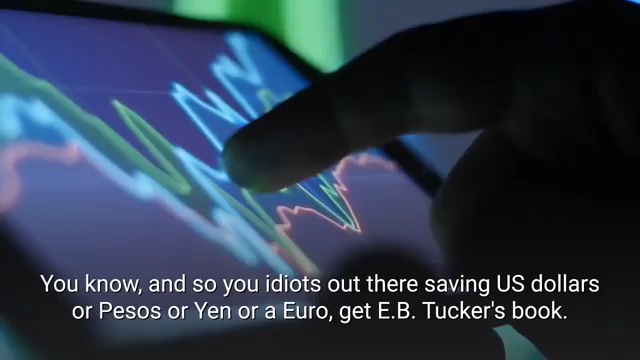 You know, and so you idiots out there saving US dollars
or Pesos or Yen or a Euro, get E.B. Tucker's book.